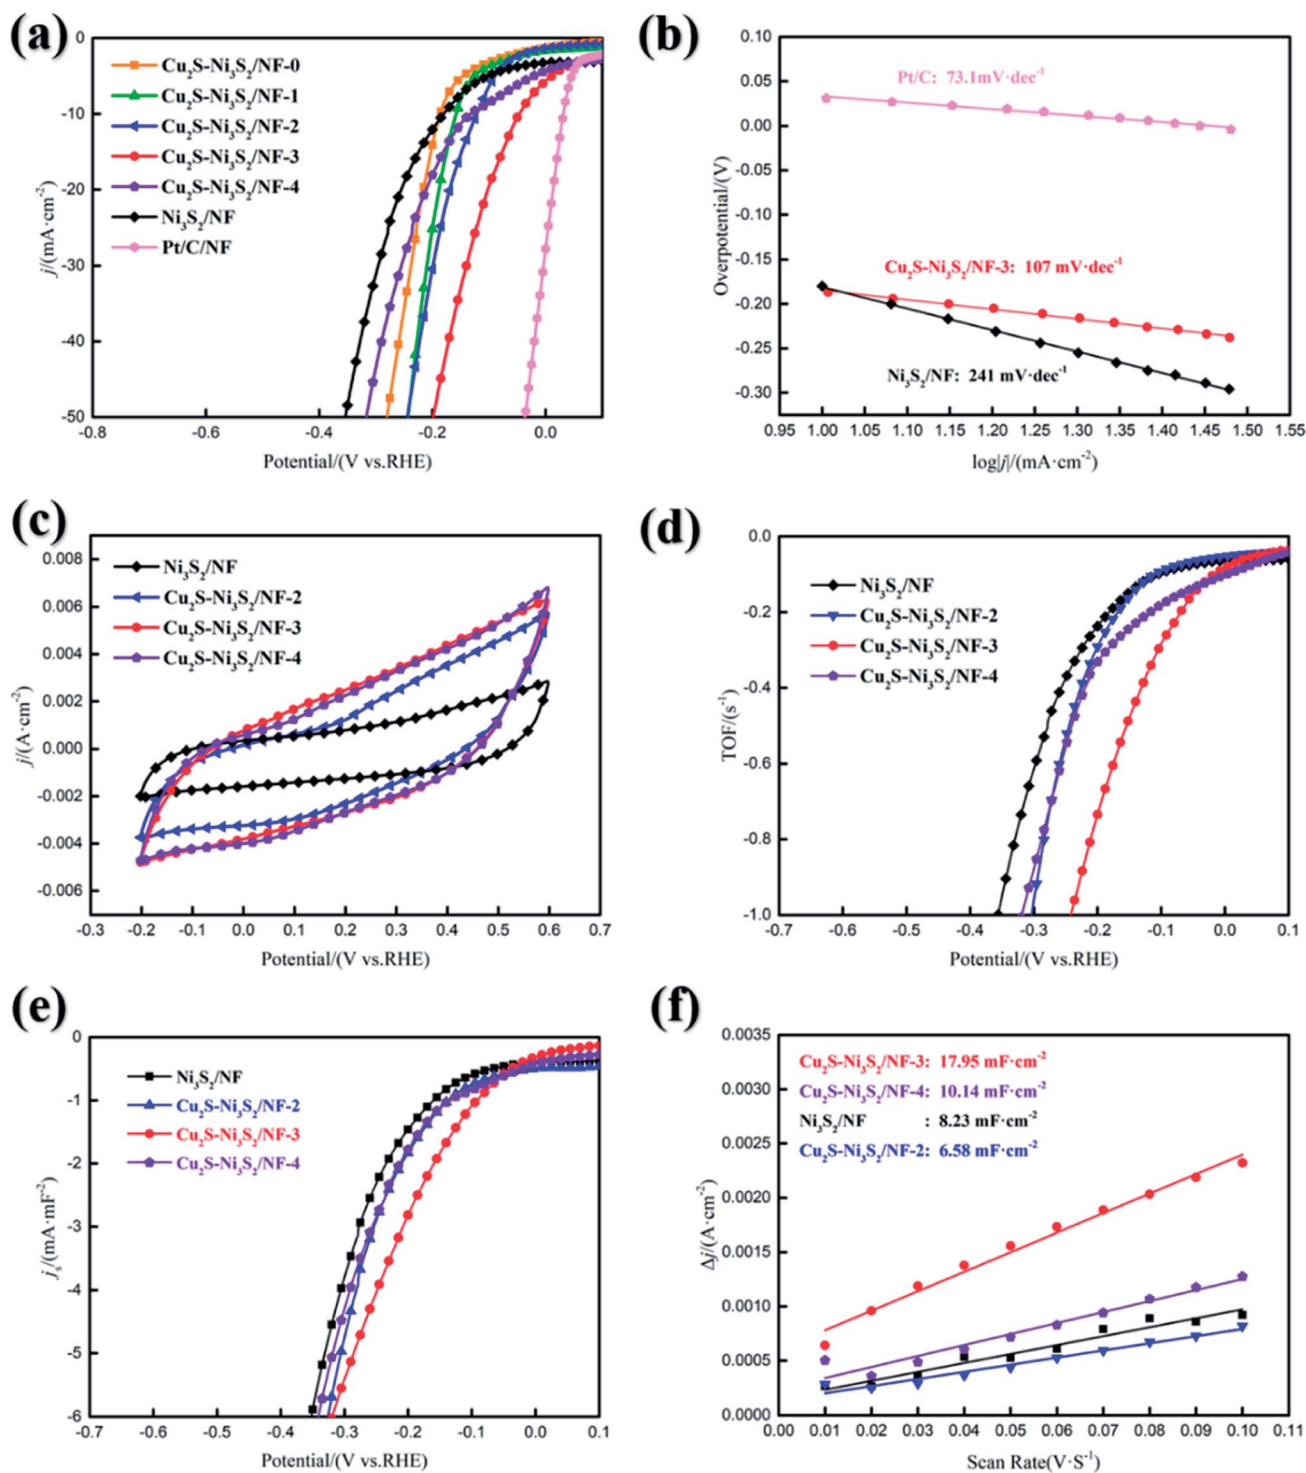 (a)
Cu₂S-Ni₃S₂/NF-0
Cu₂S-Ni₃S₂/NF-1
Cu₂S-Ni₃S₂/NF-2
Cu₂S-Ni₃S₂/NF-3
Cu₂S-Ni₃S₂/NF-4
Ni₃S₂/NF
Pt/C/NF
j/(mA·cm⁻²)
0
-10
-20
-30
-40
-50
-0.8 -0.6 -0.4 -0.2 0.0
Potential/(V vs.RHE)
(b)
Pt/C: 73.1mV·dec⁻¹
Cu₂S-Ni₃S₂/NF-3: 107 mV·dec⁻¹
Ni₃S₂/NF: 241 mV·dec⁻¹
Overpotential/(V)
0.10
0.05
0.00
-0.05
-0.10
-0.15
-0.20
-0.25
-0.30
0.95 1.00 1.05 1.10 1.15 1.20 1.25 1.30 1.35 1.40 1.45 1.50 1.55
log|j|/(mA·cm⁻²)
(c)
Ni₃S₂/NF
Cu₂S-Ni₃S₂/NF-2
Cu₂S-Ni₃S₂/NF-3
Cu₂S-Ni₃S₂/NF-4
j/(A·cm⁻²)
0.008
0.006
0.004
0.002
0.000
-0.002
-0.004
-0.006
-0.3 -0.2 -0.1 0.0 0.1 0.2 0.3 0.4 0.5 0.6 0.7
Potential/(V vs.RHE)
(d)
Ni₃S₂/NF
Cu₂S-Ni₃S₂/NF-2
Cu₂S-Ni₃S₂/NF-3
Cu₂S-Ni₃S₂/NF-4
TOF/(s⁻¹)
0.0
-0.2
-0.4
-0.6
-0.8
-1.0
-0.7 -0.6 -0.5 -0.4 -0.3 -0.2 -0.1 0.0 0.1
Potential/(V vs.RHE)
(e)
Ni₃S₂/NF
Cu₂S-Ni₃S₂/NF-2
Cu₂S-Ni₃S₂/NF-3
Cu₂S-Ni₃S₂/NF-4
jₛ/(mA·mF⁻²)
0
-1
-2
-3
-4
-5
-6
-0.7 -0.6 -0.5 -0.4 -0.3 -0.2 -0.1 0.0 0.1
Potential/(V vs.RHE)
(f)
Cu₂S-Ni₃S₂/NF-3: 17.95 mF·cm⁻²
Cu₂S-Ni₃S₂/NF-4: 10.14 mF·cm⁻²
Ni₃S₂/NF : 8.23 mF·cm⁻²
Cu₂S-Ni₃S₂/NF-2: 6.58 mF·cm⁻²
Δj/(A·cm⁻²)
0.0035
0.0030
0.0025
0.0020
0.0015
0.0010
0.0005
0.0000
0.00 0.01 0.02 0.03 0.04 0.05 0.06 0.07 0.08 0.09 0.10 0.11
Scan Rate(V·S⁻¹)